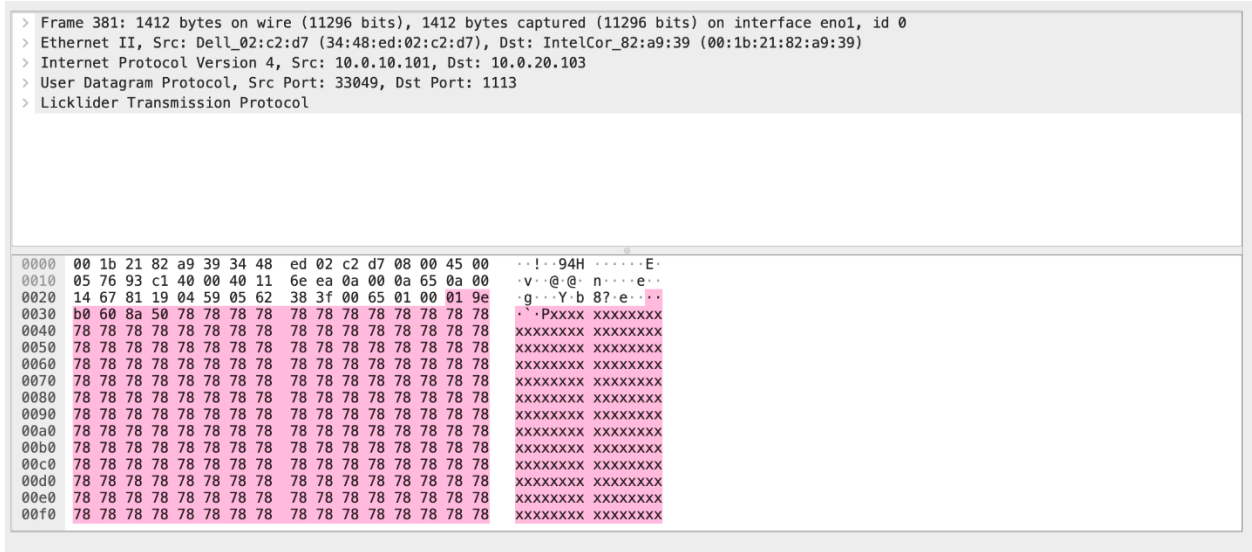 > Frame 381: 1412 bytes on wire (11296 bits), 1412 bytes captured (11296 bits) on interface eno1, id 0
> Ethernet II, Src: Dell_02:c2:d7 (34:48:ed:02:c2:d7), Dst: IntelCor_82:a9:39 (00:1b:21:82:a9:39)
> Internet Protocol Version 4, Src: 10.0.10.101, Dst: 10.0.20.103
> User Datagram Protocol, Src Port: 33049, Dst Port: 1113
> Licklider Transmission Protocol
0000 00 1b 21 82 a9 39 34 48 ed 02 c2 d7 08 00 45 00 ··!··94H ······E·
0010 05 76 93 c1 40 00 40 11 6e ea 0a 00 0a 65 0a 00 ·v··@·@· n····e··
0020 14 67 81 19 04 59 05 62 38 3f 00 65 01 00 01 9e ·g···Y·b 8?·e····
0030 b0 60 8a 50 78 78 78 78 78 78 78 78 78 78 78 78 ·`·Pxxxx xxxxxxxx
0040 78 78 78 78 78 78 78 78 78 78 78 78 78 78 78 78 xxxxxxxx xxxxxxxx
0050 78 78 78 78 78 78 78 78 78 78 78 78 78 78 78 78 xxxxxxxx xxxxxxxx
0060 78 78 78 78 78 78 78 78 78 78 78 78 78 78 78 78 xxxxxxxx xxxxxxxx
0070 78 78 78 78 78 78 78 78 78 78 78 78 78 78 78 78 xxxxxxxx xxxxxxxx
0080 78 78 78 78 78 78 78 78 78 78 78 78 78 78 78 78 xxxxxxxx xxxxxxxx
0090 78 78 78 78 78 78 78 78 78 78 78 78 78 78 78 78 xxxxxxxx xxxxxxxx
00a0 78 78 78 78 78 78 78 78 78 78 78 78 78 78 78 78 xxxxxxxx xxxxxxxx
00b0 78 78 78 78 78 78 78 78 78 78 78 78 78 78 78 78 xxxxxxxx xxxxxxxx
00c0 78 78 78 78 78 78 78 78 78 78 78 78 78 78 78 78 xxxxxxxx xxxxxxxx
00d0 78 78 78 78 78 78 78 78 78 78 78 78 78 78 78 78 xxxxxxxx xxxxxxxx
00e0 78 78 78 78 78 78 78 78 78 78 78 78 78 78 78 78 xxxxxxxx xxxxxxxx
00f0 78 78 78 78 78 78 78 78 78 78 78 78 78 78 78 78 xxxxxxxx xxxxxxxx